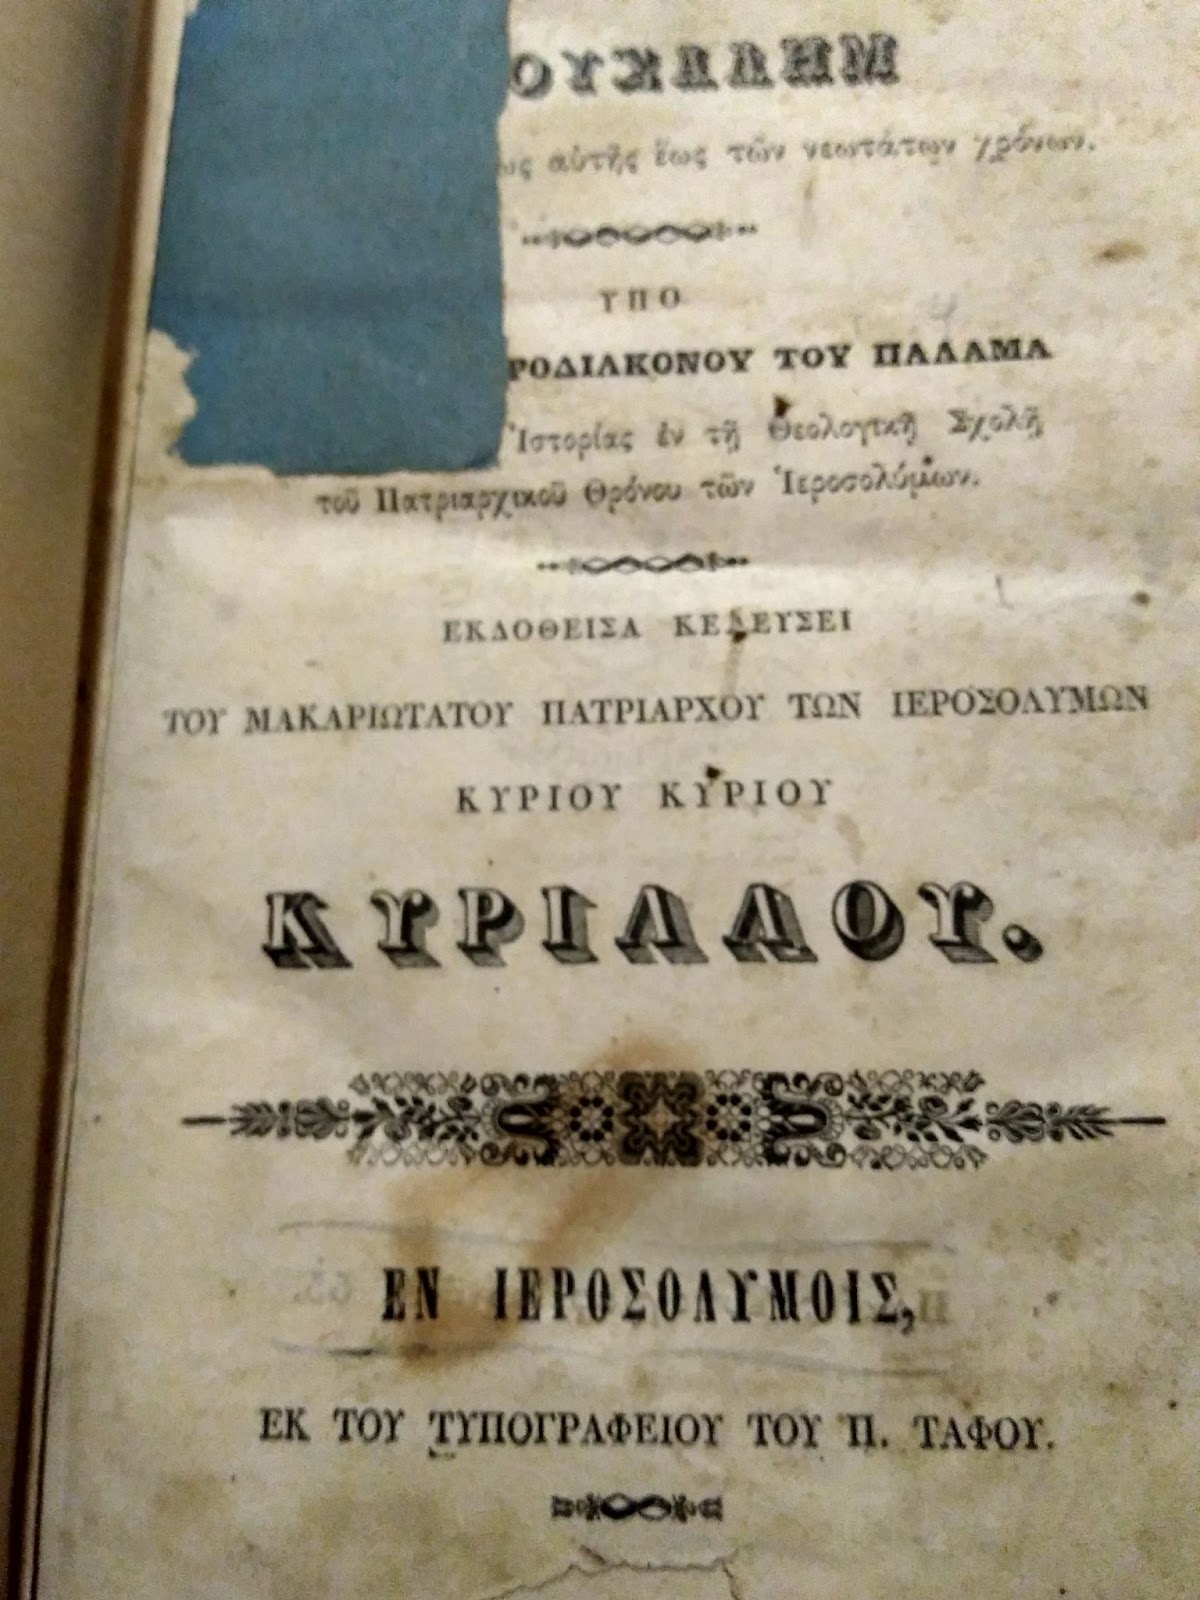 ΟΥΣΑΛΗΜ
ως αὐτῆς ἕως τῶν νεωτάτων χρόνων.
ΥΠΟ
ΡΟΔΙΑΚΟΝΟΥ ΤΟΥ ΠΑΛΑΜΑ
Ἱστορίας ἐν τῇ Θεολογικῇ Σχολῇ
τοῦ Πατριαρχικοῦ Θρόνου τῶν Ἱεροσολύμων.
ΕΚΔΟΘΕΙΣΑ ΚΕΛΕΥΣΕΙ
ΤΟΥ ΜΑΚΑΡΙΩΤΑΤΟΥ ΠΑΤΡΙΑΡΧΟΥ ΤΩΝ ΙΕΡΟΣΟΛΥΜΩΝ
ΚΥΡΙΟΥ ΚΥΡΙΟΥ
ΚΥΡΙΛΛΟΥ.
ΕΝ ΙΕΡΟΣΟΛΥΜΟΙΣ,
ΕΚ ΤΟΥ ΤΥΠΟΓΡΑΦΕΙΟΥ ΤΟΥ Π. ΤΑΦΟΥ.